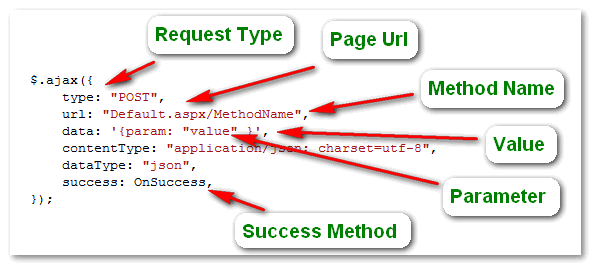 Request Type
Page Url
$.ajax({
type: "POST",
url: "Default.aspx/MethodName",
Method Name
data: '{param: "value" }',
Value
contentType: "application/json; charset=utf-8",
dataType: "json",
success: OnSuccess,
Parameter
});
Success Method